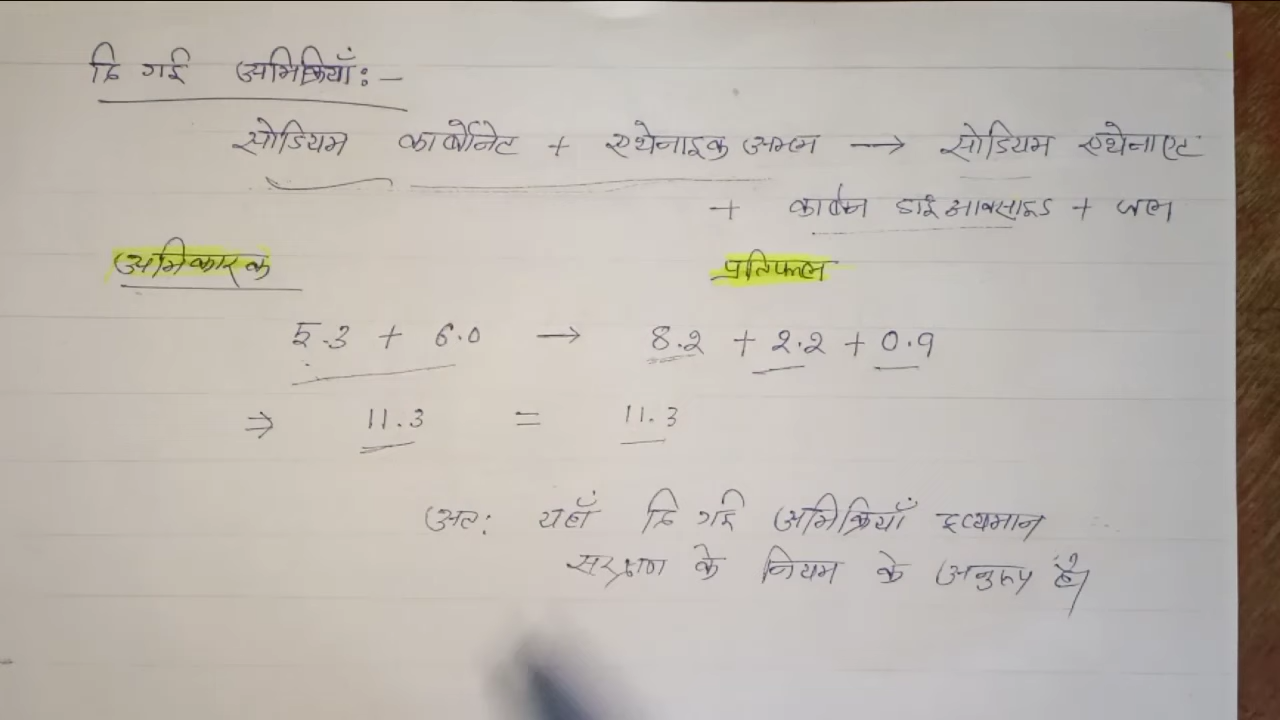 दि गई अभिक्रियाँ:-
सोडियम कार्बोनेट + एथेनाइक अम्ल → सोडियम एथेनाएट
+ कार्बन डाई आक्साइड + जल
अभिकारक प्रतिफल
5.3 + 6.0 → 8.2 + 2.2 + 0.9
⇒ 11.3 = 11.3
अत: यहाँ दि गई अभिक्रियाँ द्रव्यमान
संरक्षण के नियम के अनुरूप है।